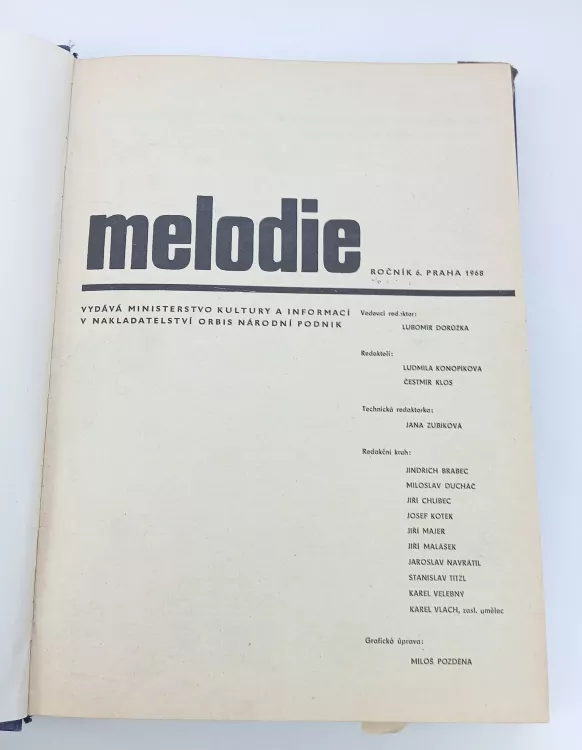 melodie
ROČNÍK 6. PRAHA 1968
VYDÁVÁ MINISTERSTVO KULTURY A INFORMACÍ
V NAKLADATELSTVÍ ORBIS NÁRODNÍ PODNIK
Vedoucí redaktor:
LUBOMÍR DORŮŽKA
Redaktoři:
LUDMILA KONOPÍKOVÁ
ČESTMÍR KLOS
Technická redaktorka:
JANA ZUBÍKOVÁ
Redakční kruh:
JINDŘICH BRABEC
MILOSLAV DUCHÁČ
JIŘÍ CHLÍBEC
JOSEF KOTEK
JIŘÍ MAJER
JIŘÍ MALÁSEK
JAROSLAV NAVRÁTIL
STANISLAV TITZL
KAREL VELEBNÝ
KAREL VLACH, zasl. umělec
Grafická úprava:
MILOŠ POZDĚNA